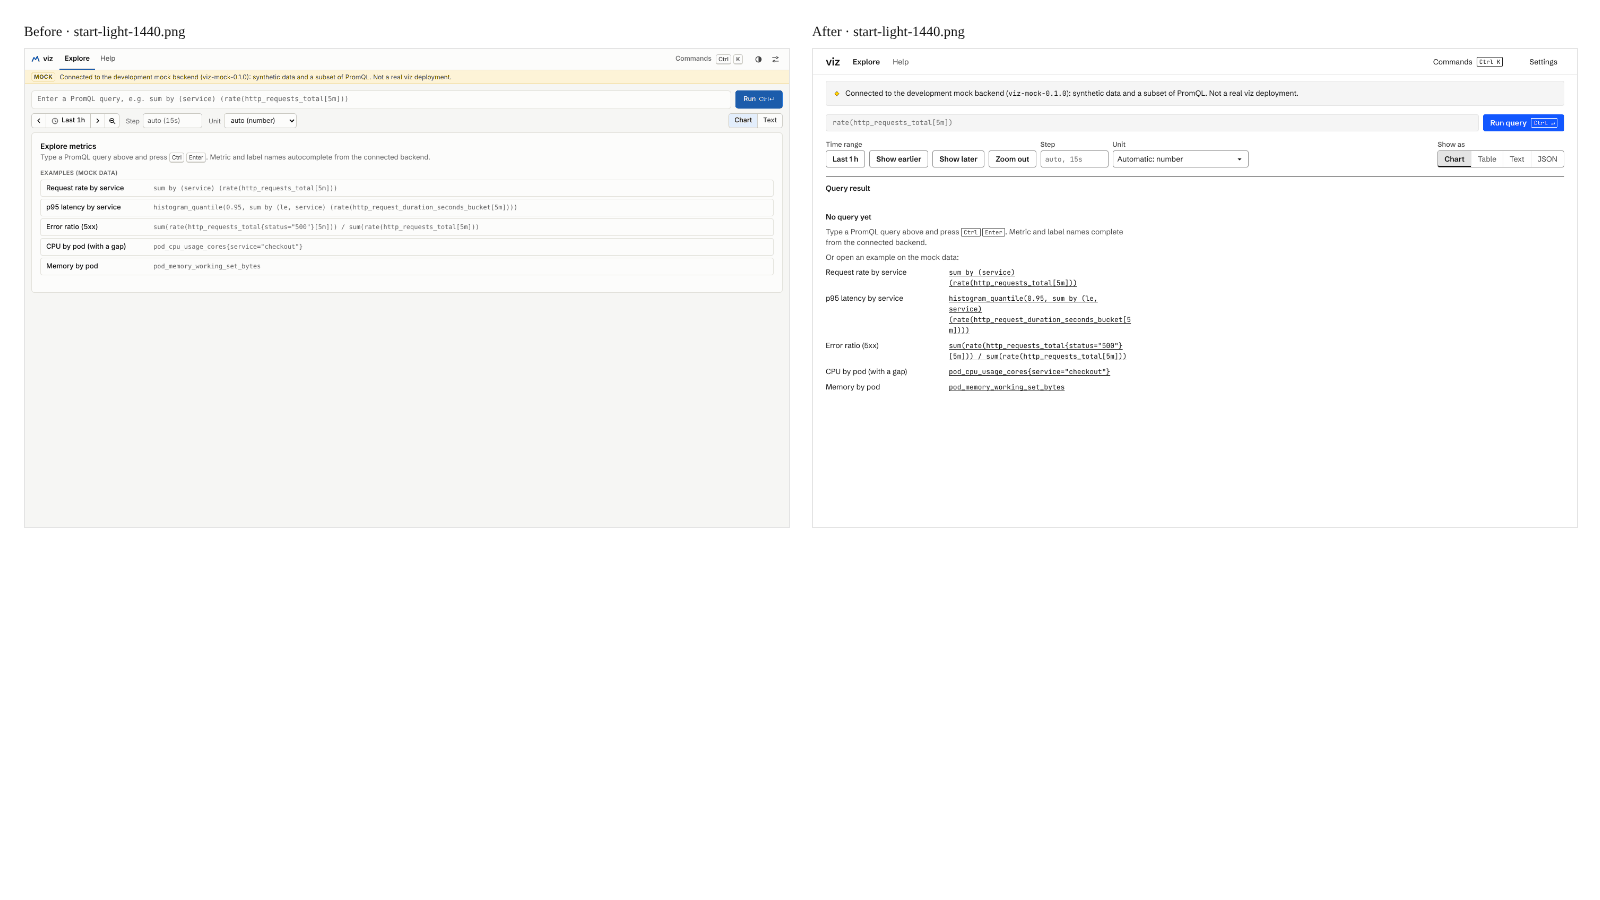 Before · start-light-1440.png
viz Explore Help Commands Ctrl K
MOCK Connected to the development mock backend (viz-mock-0.1.0): synthetic data and a subset of PromQL. Not a real viz deployment.
Enter a PromQL query, e.g. sum by (service) (rate(http_requests_total[5m])) Run Ctrl↵
Last 1h Step auto (15s) Unit auto (number) Chart Text
Explore metrics
Type a PromQL query above and press Ctrl Enter. Metric and label names autocomplete from the connected backend.
EXAMPLES (MOCK DATA)
Request rate by service sum by (service) (rate(http_requests_total[5m]))
p95 latency by service histogram_quantile(0.95, sum by (le, service) (rate(http_request_duration_seconds_bucket[5m])))
Error ratio (5xx) sum(rate(http_requests_total{status="500"}[5m])) / sum(rate(http_requests_total[5m]))
CPU by pod (with a gap) pod_cpu_usage_cores{service="checkout"}
Memory by pod pod_memory_working_set_bytes
After · start-light-1440.png
viz Explore Help Commands Ctrl K Settings
Connected to the development mock backend (viz-mock-0.1.0): synthetic data and a subset of PromQL. Not a real viz deployment.
rate(http_requests_total[5m]) Run query Ctrl ↵
Time range Step Unit Show as
Last 1h Show earlier Show later Zoom out auto, 15s Automatic: number Chart Table Text JSON
Query result
No query yet
Type a PromQL query above and press Ctrl Enter. Metric and label names complete
from the connected backend.
Or open an example on the mock data:
Request rate by service sum by (service)
(rate(http_requests_total[5m]))
p95 latency by service histogram_quantile(0.95, sum by (le,
service)
(rate(http_request_duration_seconds_bucket[5
m])))
Error ratio (5xx) sum(rate(http_requests_total{status="500"}
[5m])) / sum(rate(http_requests_total[5m]))
CPU by pod (with a gap) pod_cpu_usage_cores{service="checkout"}
Memory by pod pod_memory_working_set_bytes